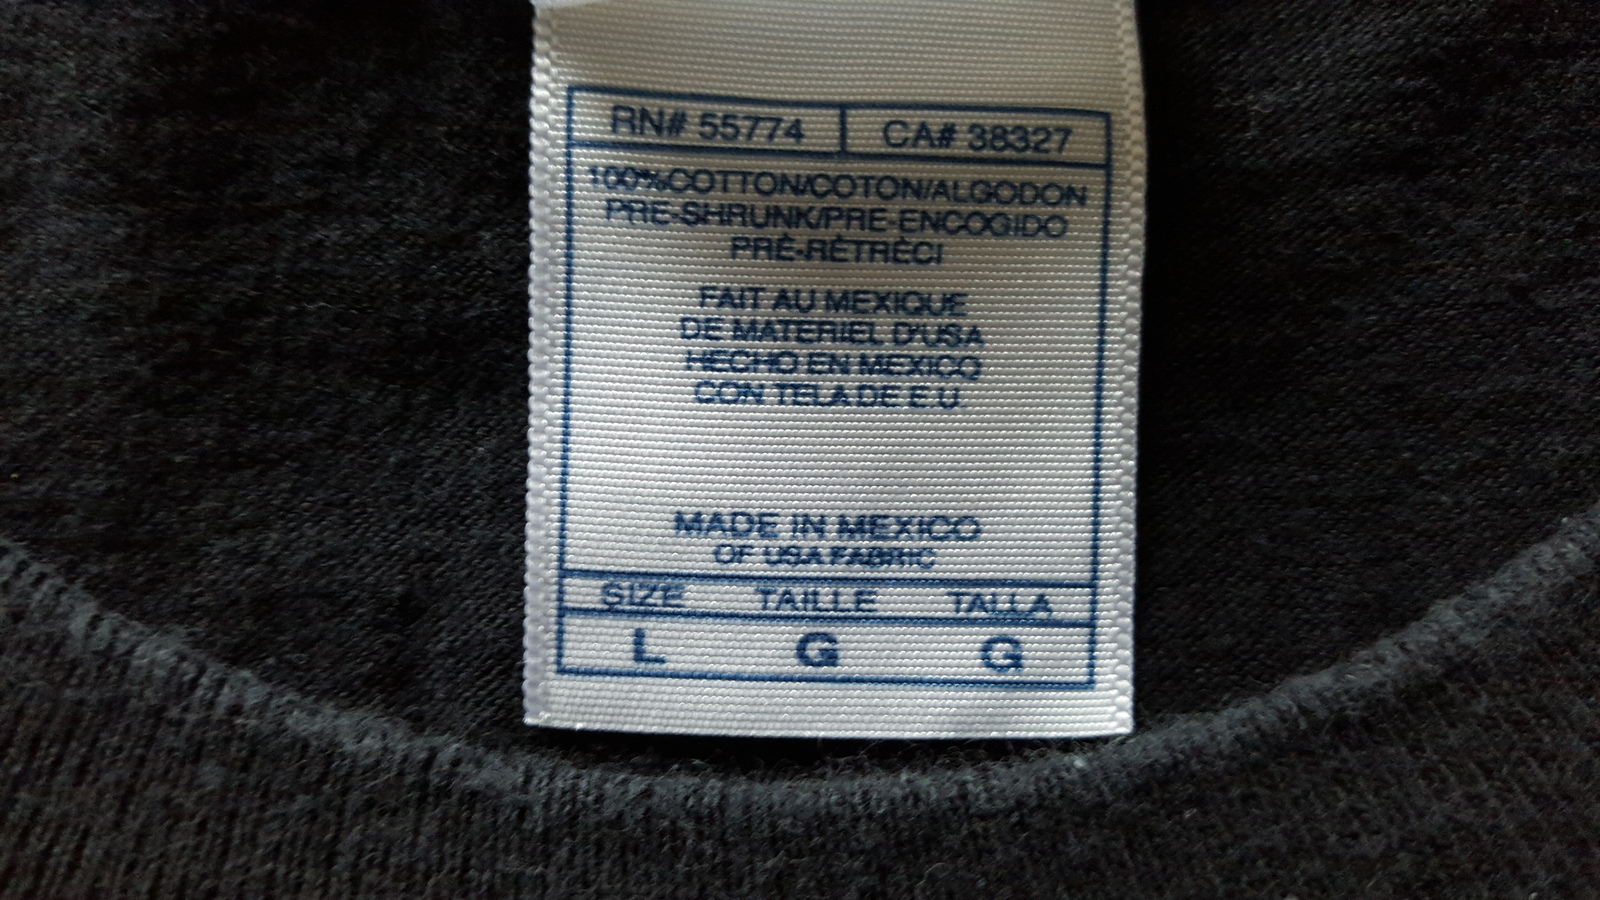 RN# 55774 CA# 38327
100%COTTON/COTON/ALGODON
PRE-SHRUNK/PRE-ENCOGIDO
PRÉ-RÉTRÉCI
FAIT AU MEXIQUE
DE MATERIEL D'USA
HECHO EN MEXICO
CON TELA DE E U.
MADE IN MEXICO
OF USA FABRIC
SIZE TAILLE TALLA
L G G